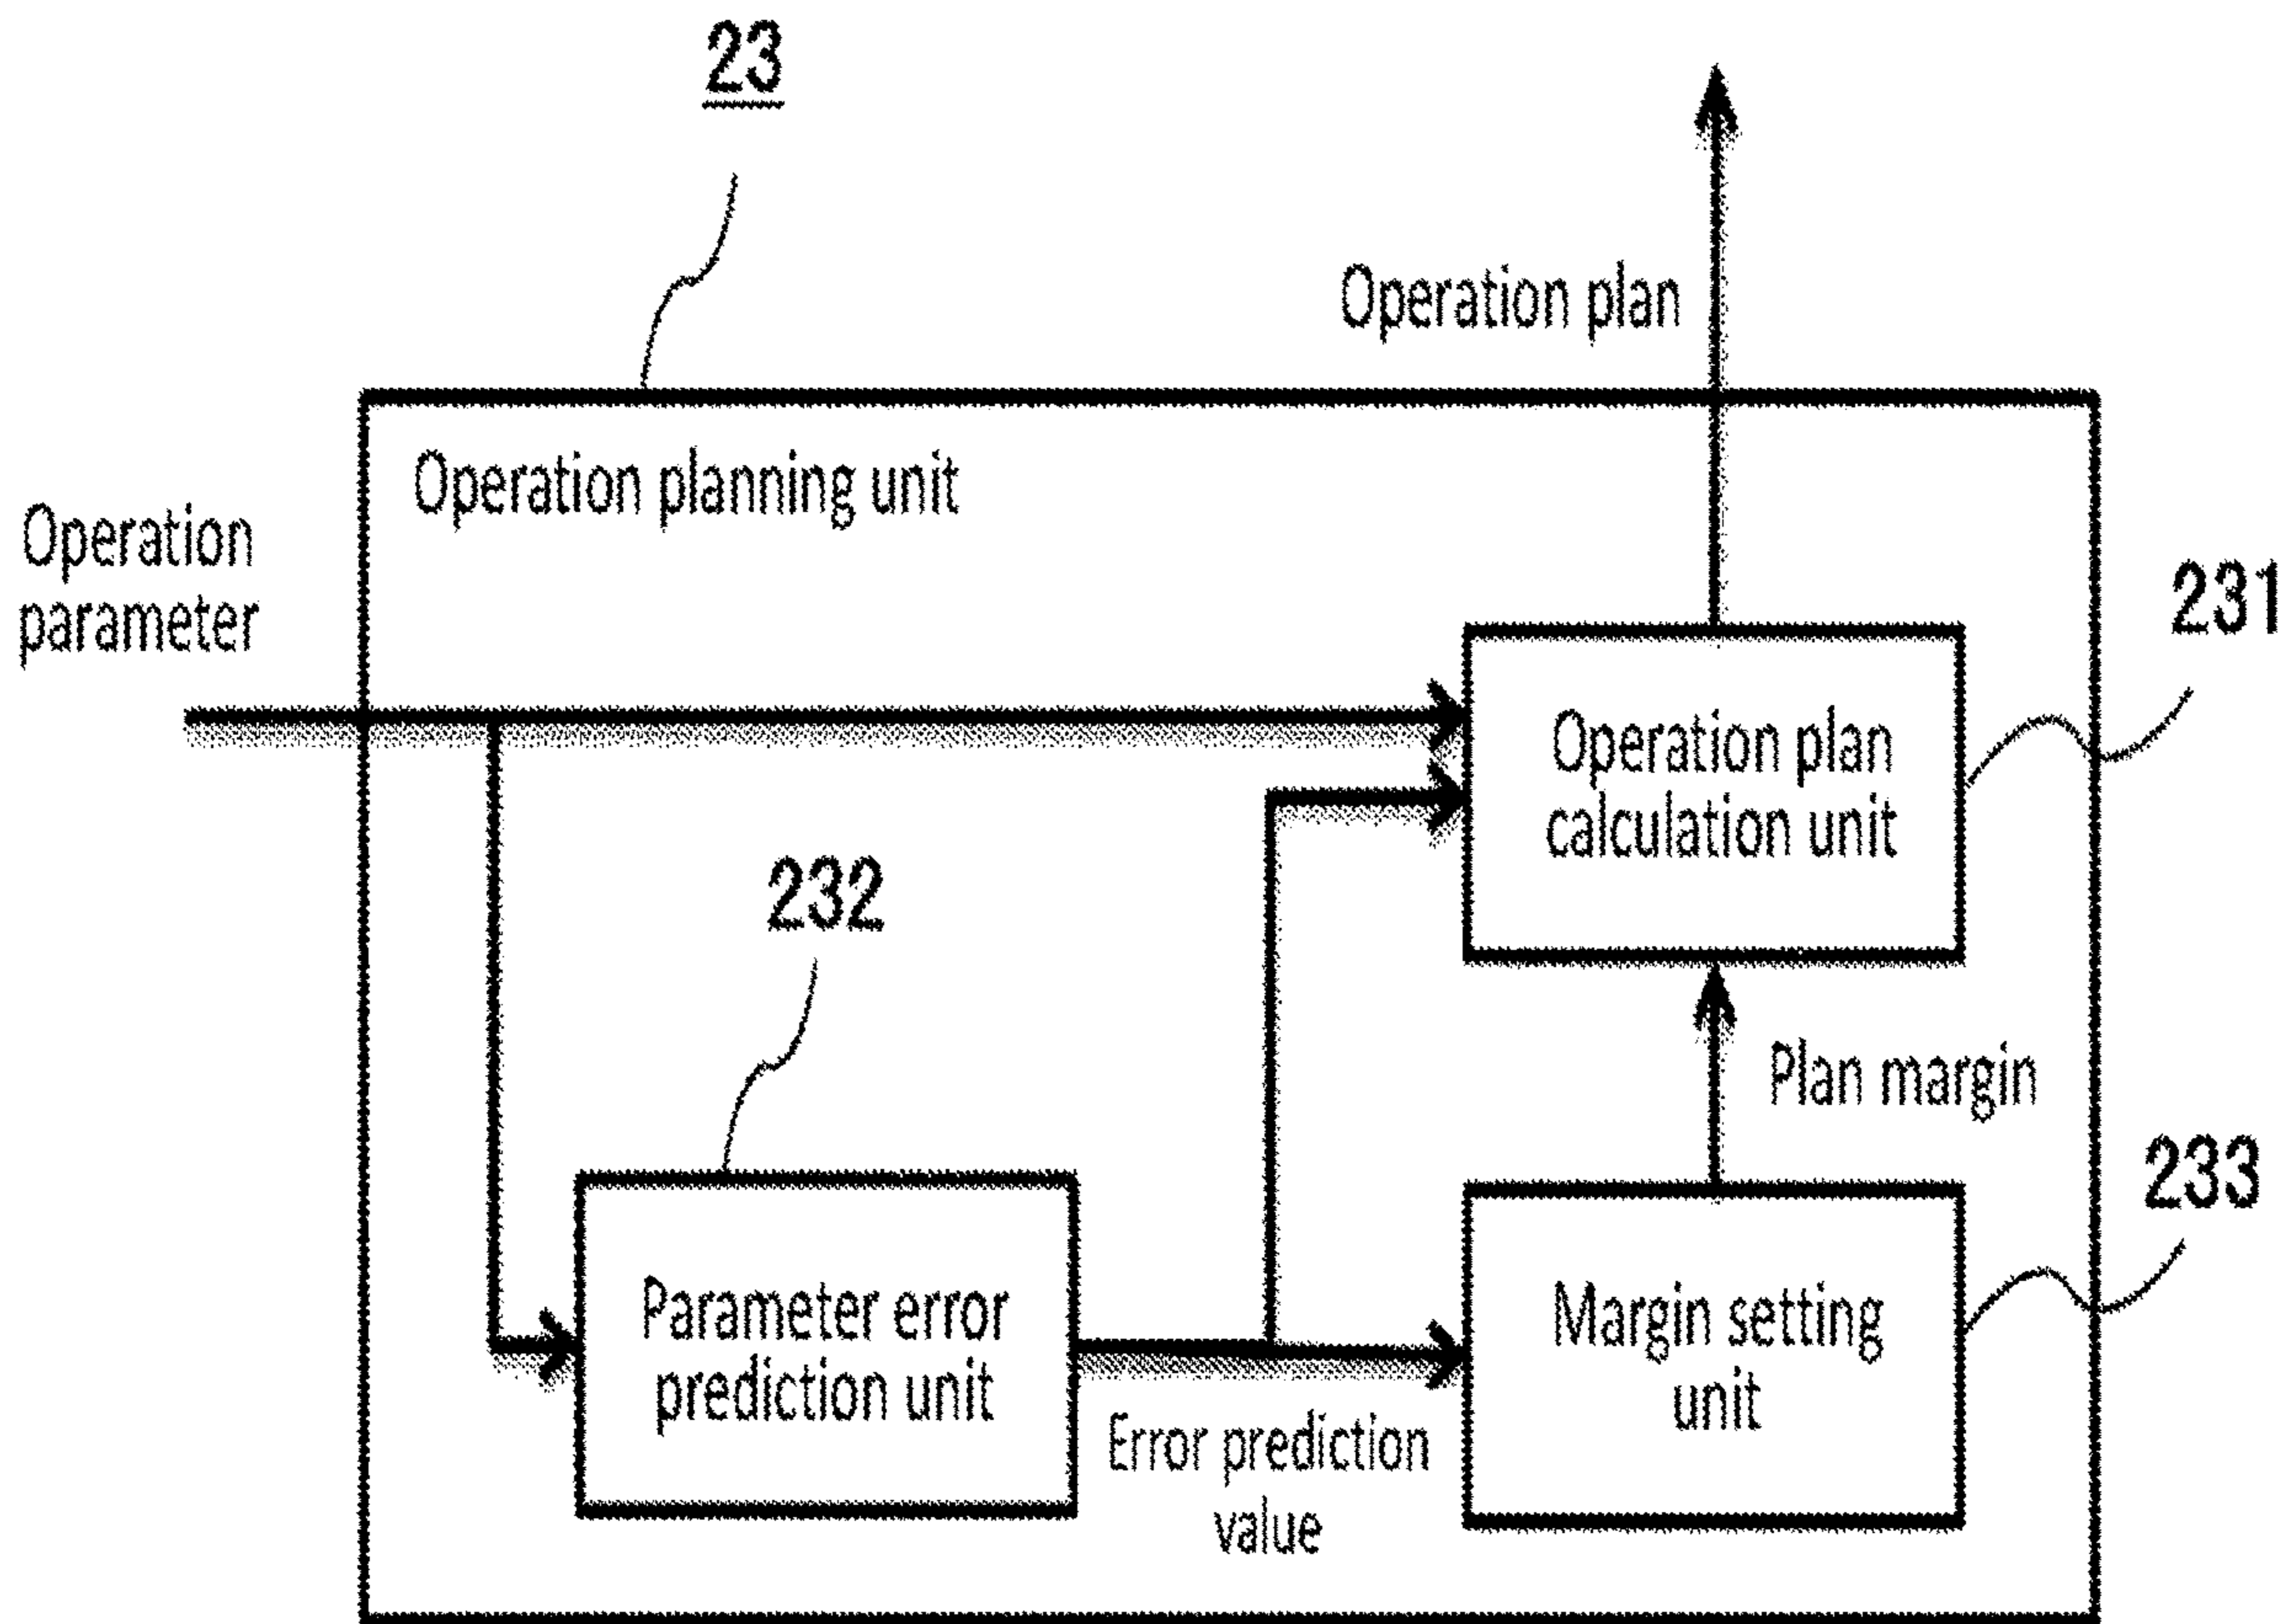 23
Operation plan
Operation planning unit
Operation
parameter
231
Operation plan
calculation unit
232
Plan margin
233
Parameter error
prediction unit
Margin setting
unit
Error prediction
value